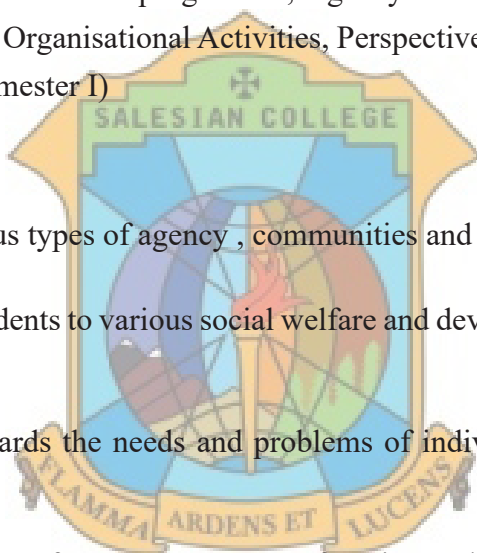 Organisational Activities, Perspective
mester I)
SALESIAN COLLEGE
us types of agency , communities and
dents to various social welfare and dev
ards the needs and problems of indiv
FLAMMA ARDENS ET LUCENS